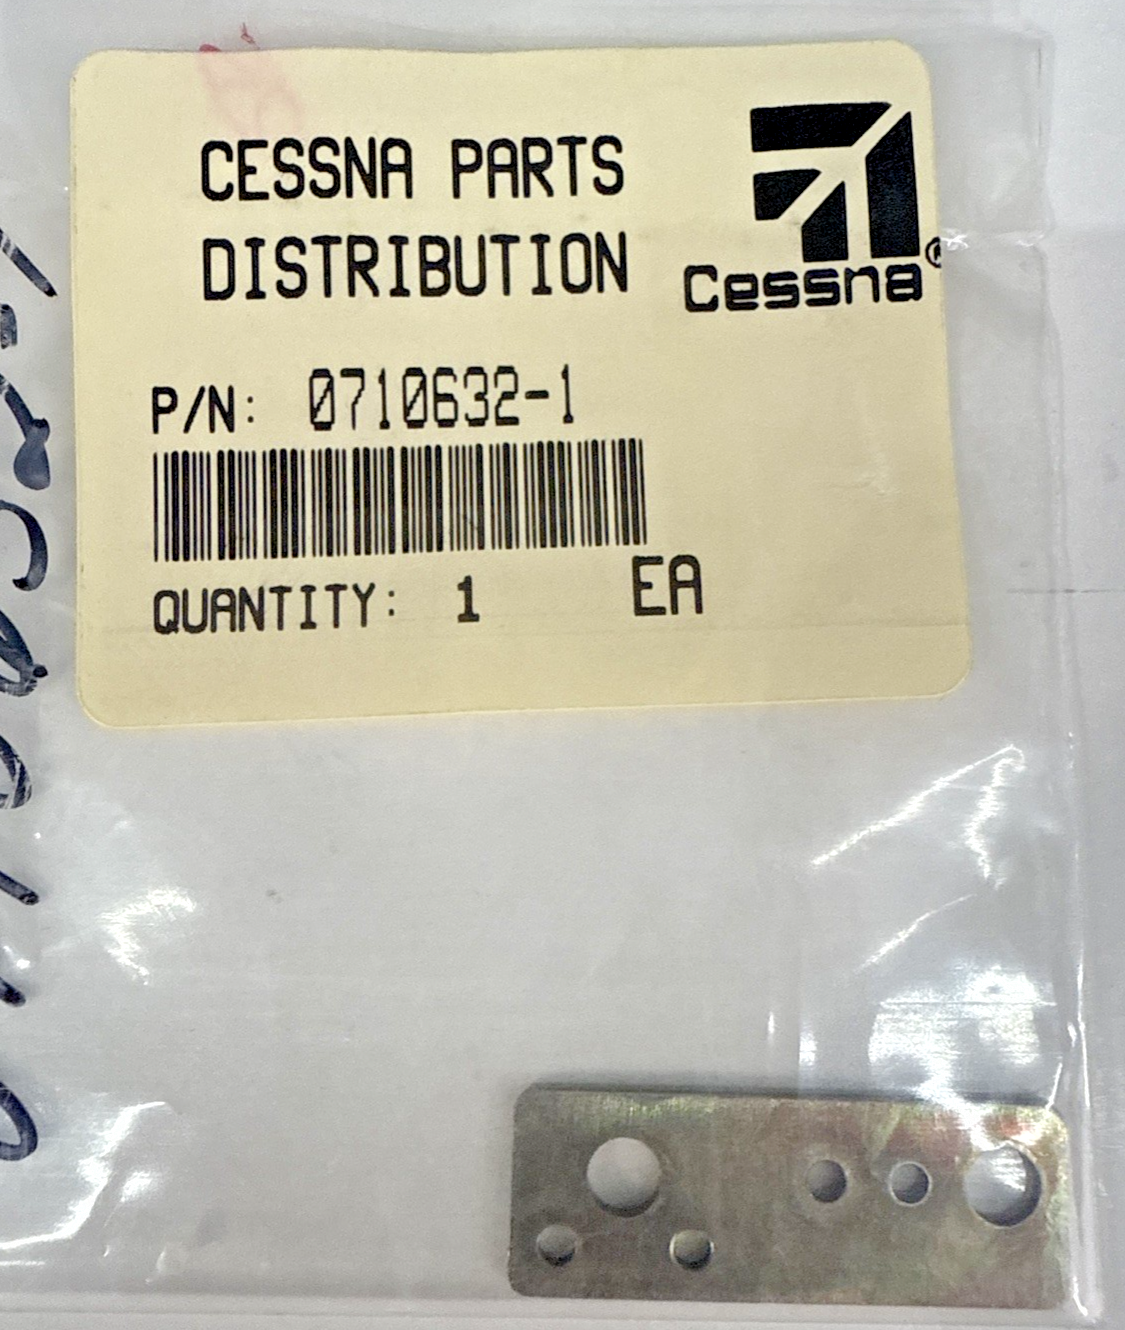 CESSNA PARTS
DISTRIBUTION
Cessna®
P/N: 0710632-1
QUANTITY: 1 EA